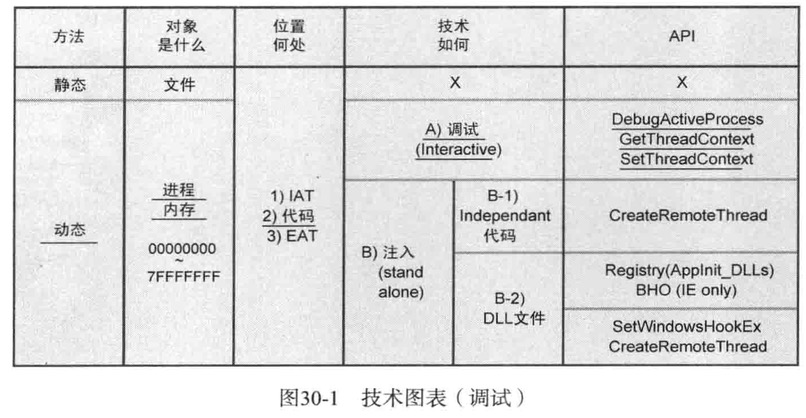 方法
对象
是什么
位置
何处
技术
如何
API
静态
文件
X
X
动态
进程
内存
00000000
~
7FFFFFFF
1) IAT
2) 代码
3) EAT
A) 调试
(Interactive)
DebugActiveProcess
GetThreadContext
SetThreadContext
B) 注入
(stand
alone)
B-1)
Independant
代码
CreateRemoteThread
B-2)
DLL文件
Registry(AppInit_DLLs)
BHO (IE only)
SetWindowsHookEx
CreateRemoteThread
图30-1 技术图表（调试）